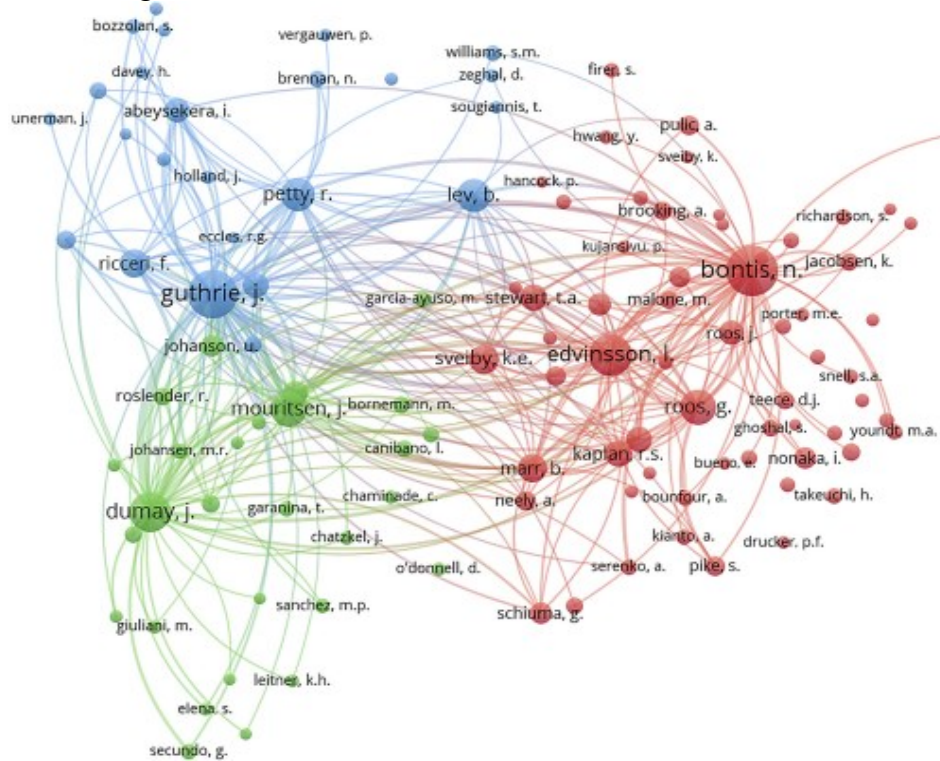 bozzolan, s.
vergauwen, p.
williams, s.m.
davey, h.
brennan, n.
zeghal, d.
firer, s.
unerman, j.
abeysekera, i.
sougiannis, t.
hwang, y.
pulic, a.
sveiby, k.
holland, j.
petty, r.
lev, b.
hancock, p.
brooking, a.
richardson, s.
eccles, r.g.
kujansivu, p.
ricceri, f.
bontis, n.
jacobsen, k.
guthrie, j.
garcia-ayuso, m.
stewart, t.a.
malone, m.
porter, m.e.
johanson, u.
roos, j.
sveiby, k.e.
edvinsson, l.
snell, s.a.
roslender, r.
mouritsen, j.
bornemann, m.
roos, g.
teece, d.j.
ghoshal, s.
youndt, m.a.
johansen, m.r.
canibano, l.
marr, b.
kaplan, r.s.
bueno, e.
nonaka, i.
dumay, j.
garanina, t.
chaminade, c.
neely, a.
bounfour, a.
takeuchi, h.
chatzkel, j.
kianto, a.
drucker, p.f.
o'donnell, d.
serenko, a.
pike, s.
sanchez, m.p.
schiuma, g.
giuliani, m.
leitner, k.h.
elena, s.
secundo, g.